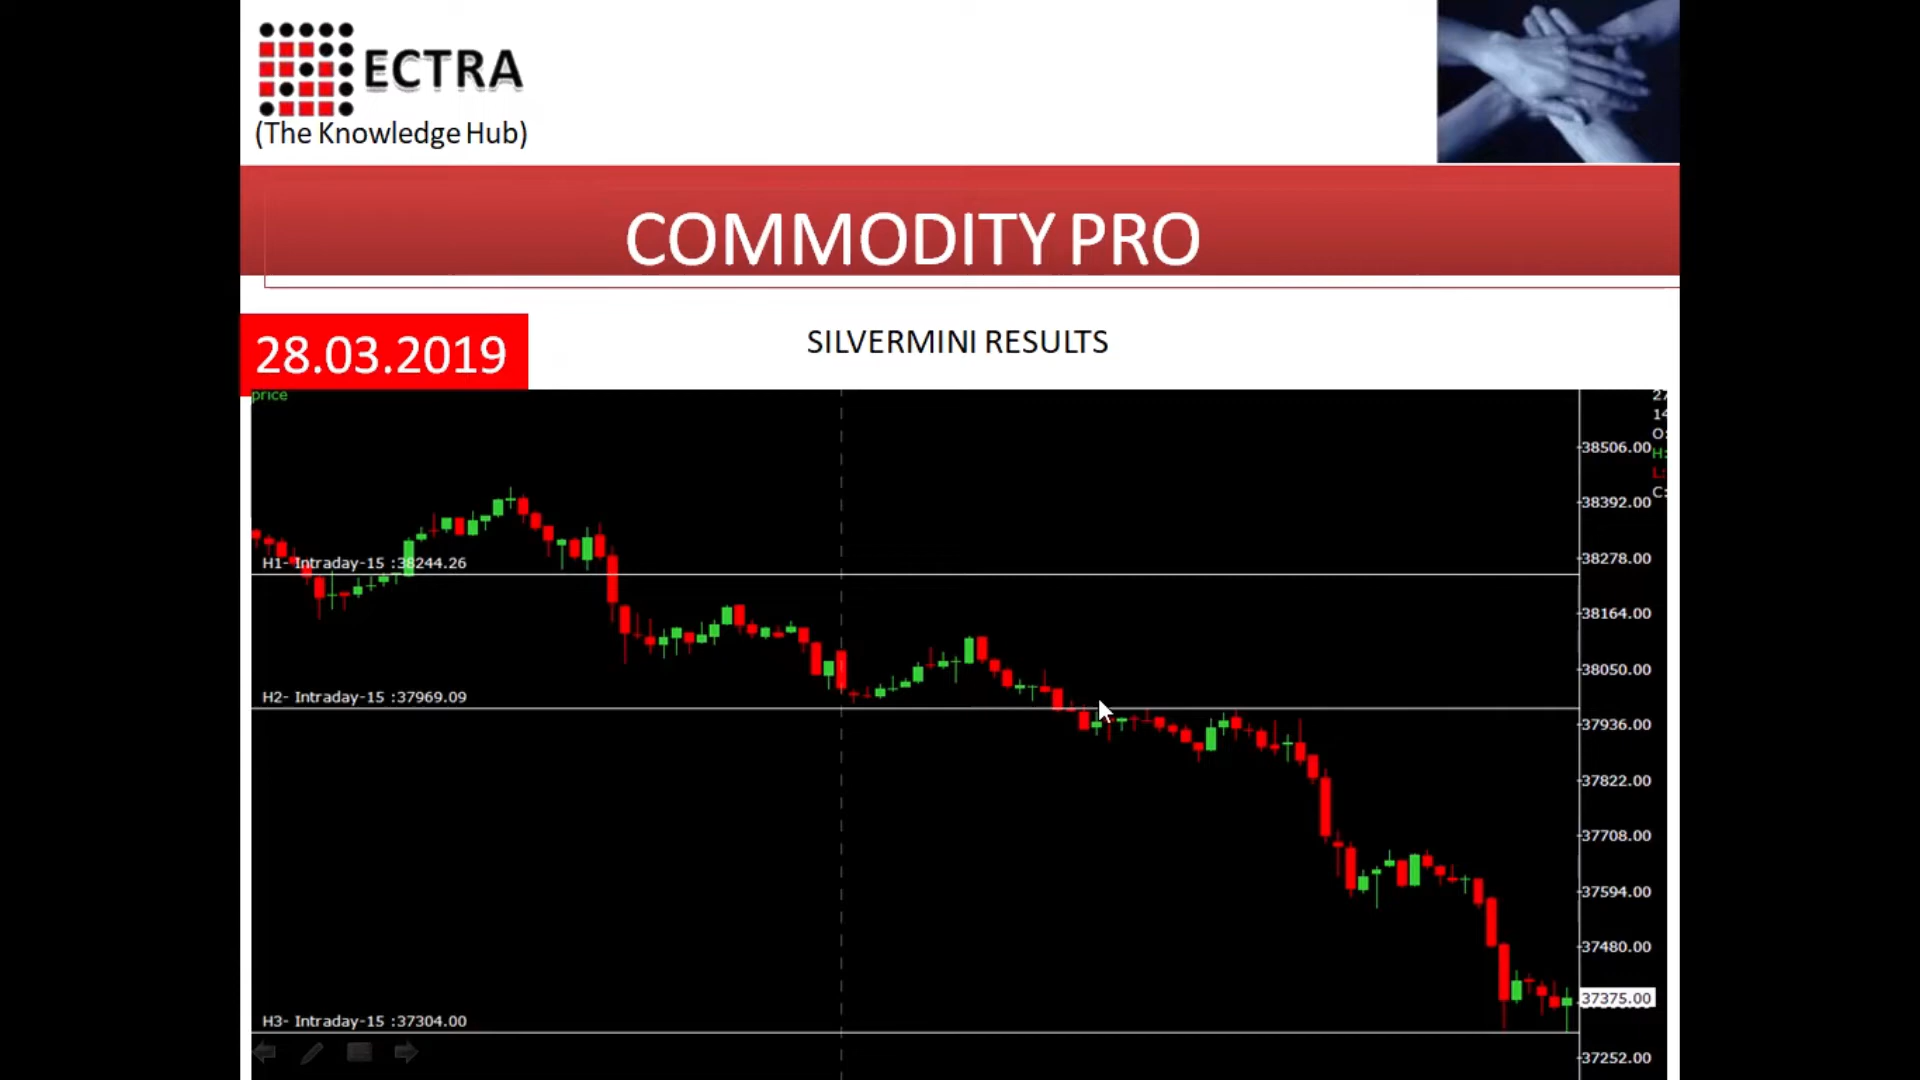 ECTRA
(The Knowledge Hub)
COMMODITY PRO
28.03.2019
SILVERMINI RESULTS
price
27
14
O:
H:
L:
C:
38506.00
38392.00
38278.00
38164.00
38050.00
37936.00
37822.00
37708.00
37594.00
37480.00
37375.00
37252.00
H1- Intraday-15 :38244.26
H2- Intraday-15 :37969.09
H3- Intraday-15 :37304.00